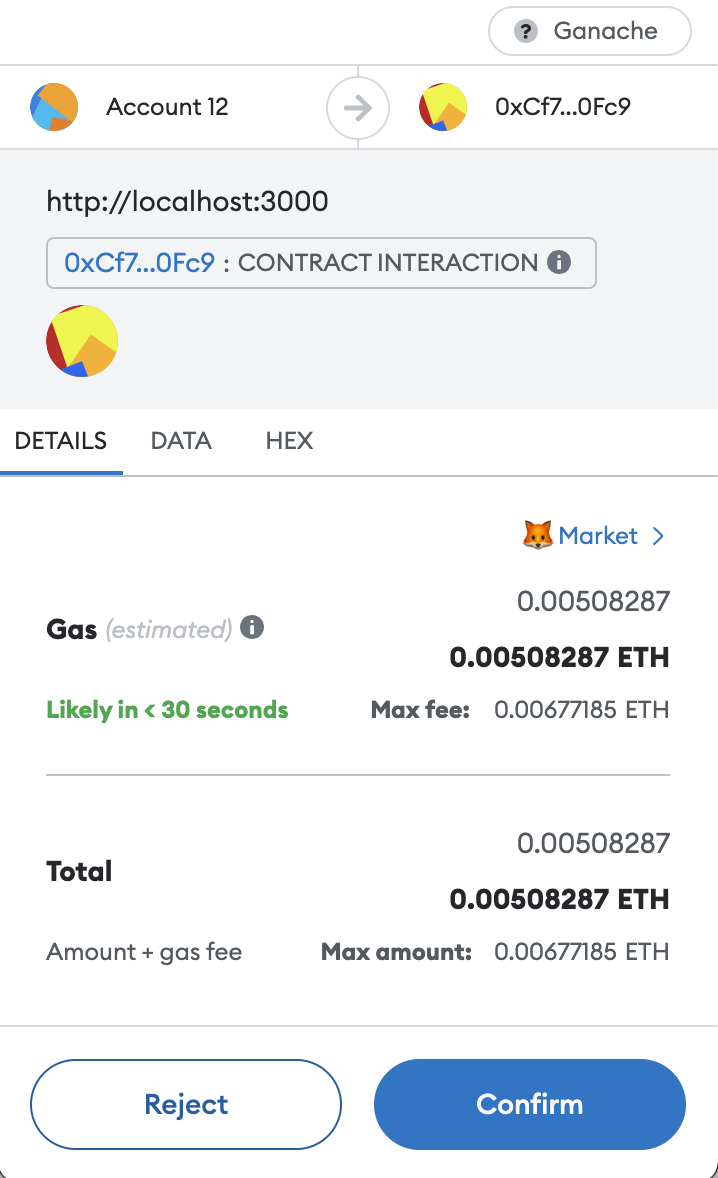 ? Ganache
Account 12
0xCf7...0Fc9
http://localhost:3000
0xCf7...0Fc9 : CONTRACT INTERACTION i
DETAILS DATA HEX
Market >
0.00508287
Gas (estimated) i
0.00508287 ETH
Likely in < 30 seconds Max fee: 0.00677185 ETH
0.00508287
Total
0.00508287 ETH
Amount + gas fee Max amount: 0.00677185 ETH
Reject Confirm